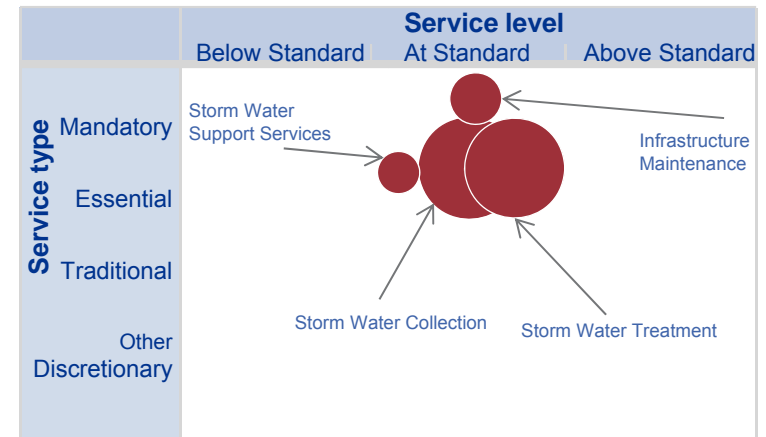 Service level
Below Standard
At Standard
Above Standard
Service type
Mandatory
Essential
Traditional
Other
Discretionary
Storm Water
Support Services
Infrastructure
Maintenance
Storm Water Collection
Storm Water Treatment